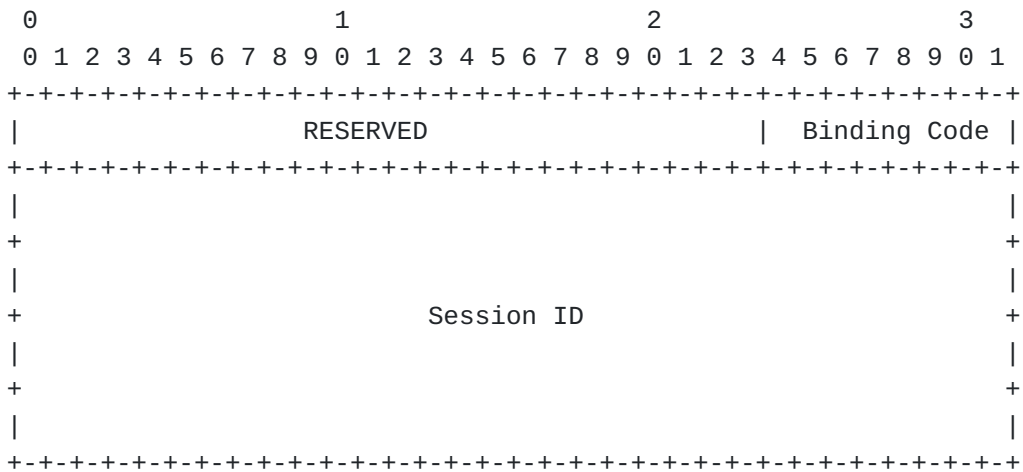 0                   1                   2                   3
 0 1 2 3 4 5 6 7 8 9 0 1 2 3 4 5 6 7 8 9 0 1 2 3 4 5 6 7 8 9 0 1
+-+-+-+-+-+-+-+-+-+-+-+-+-+-+-+-+-+-+-+-+-+-+-+-+-+-+-+-+-+-+-+-+
|                  RESERVED                     |  Binding Code |
+-+-+-+-+-+-+-+-+-+-+-+-+-+-+-+-+-+-+-+-+-+-+-+-+-+-+-+-+-+-+-+-+
|                                                               |
+                                                               +
|                                                               |
+                          Session ID                           +
|                                                               |
+                                                               +
|                                                               |
+-+-+-+-+-+-+-+-+-+-+-+-+-+-+-+-+-+-+-+-+-+-+-+-+-+-+-+-+-+-+-+-+